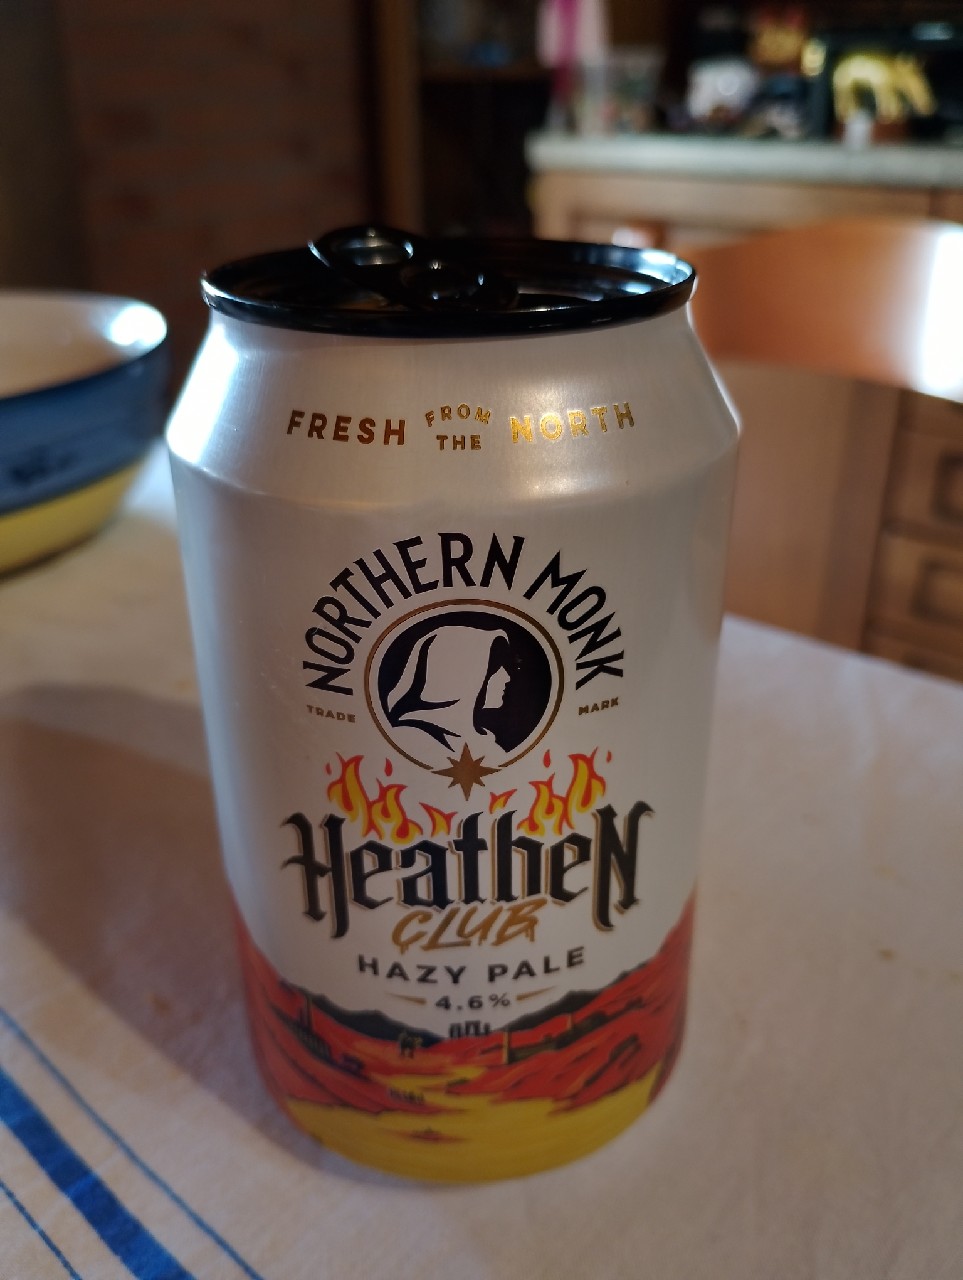 FRESH FROM THE NORTH
NORTHERN MONK
TRADE MARK
HeatheN
CLUB
HAZY PALE
4.6%